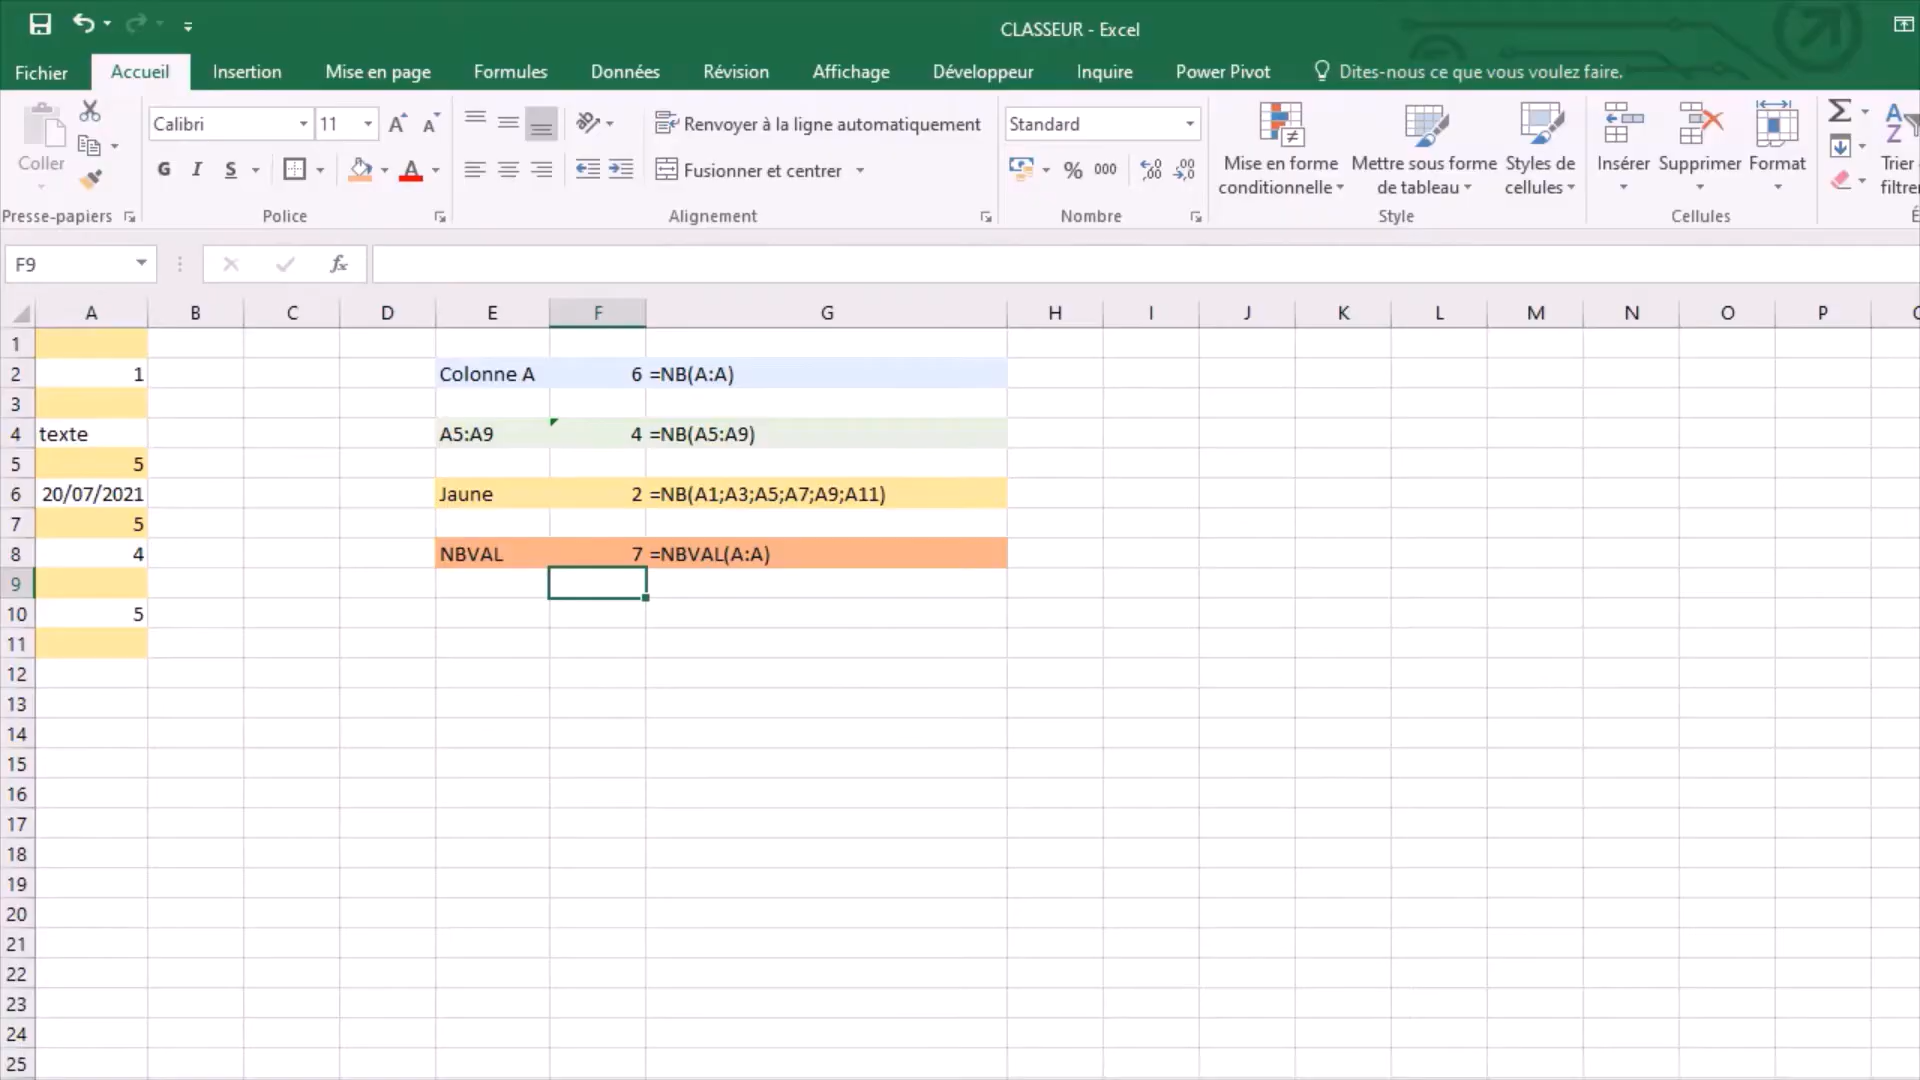 CLASSEUR - Excel
Fichier Accueil Insertion Mise en page Formules Données Révision Affichage Développeur Inquire Power Pivot Dites-nous ce que vous voulez faire.
Calibri 11 A A Renvoyer à la ligne automatiquement Standard
Coller G I S A Fusionner et centrer % 000 ,00 ,00
Mise en forme conditionnelle Mettre sous forme de tableau Styles de cellules Insérer Supprimer Format Σ A Z Trier filtrer
Presse-papiers Police Alignement Nombre Style Cellules É
F9 fx
A B C D E F G H I J K L M N O P
1
2 1 Colonne A 6 =NB(A:A)
3
4 texte A5:A9 4 =NB(A5:A9)
5 5
6 20/07/2021 Jaune 2 =NB(A1;A3;A5;A7;A9;A11)
7 5
8 4 NBVAL 7 =NBVAL(A:A)
9
10 5
11
12
13
14
15
16
17
18
19
20
21
22
23
24
25